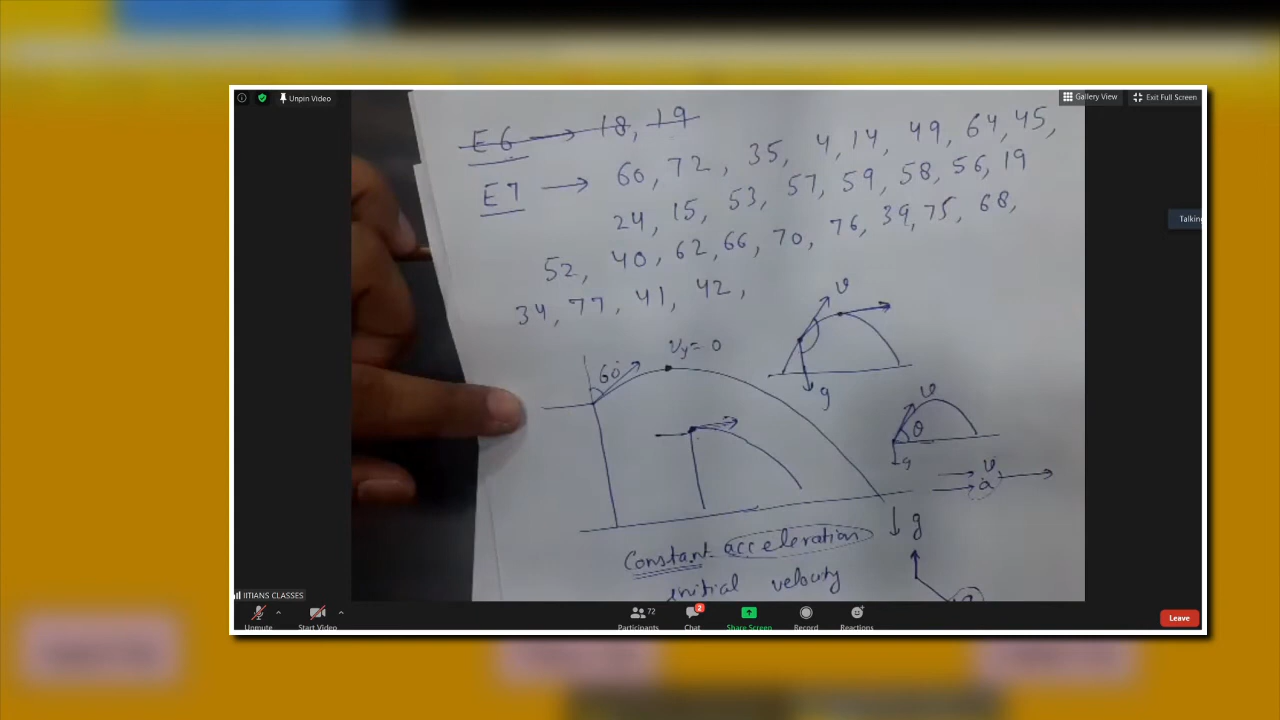 Unpin Video
Gallery View
Exit Full Screen
E6 → 18, 19
E7 → 60, 72, 35, 4, 14, 49, 64, 45,
24, 15, 53, 57, 59, 58, 56, 19
52, 40, 62, 66, 70, 76, 39, 75, 68,
34, 77, 41, 42,
Talkin
v
60°
vy = 0
g
v
θ
g
v
a
g
Constant acceleration
initial velocity
a
IITIANS CLASSES
Unmute
Start Video
72
Participants
2
Chat
Share Screen
Record
Reactions
Leave